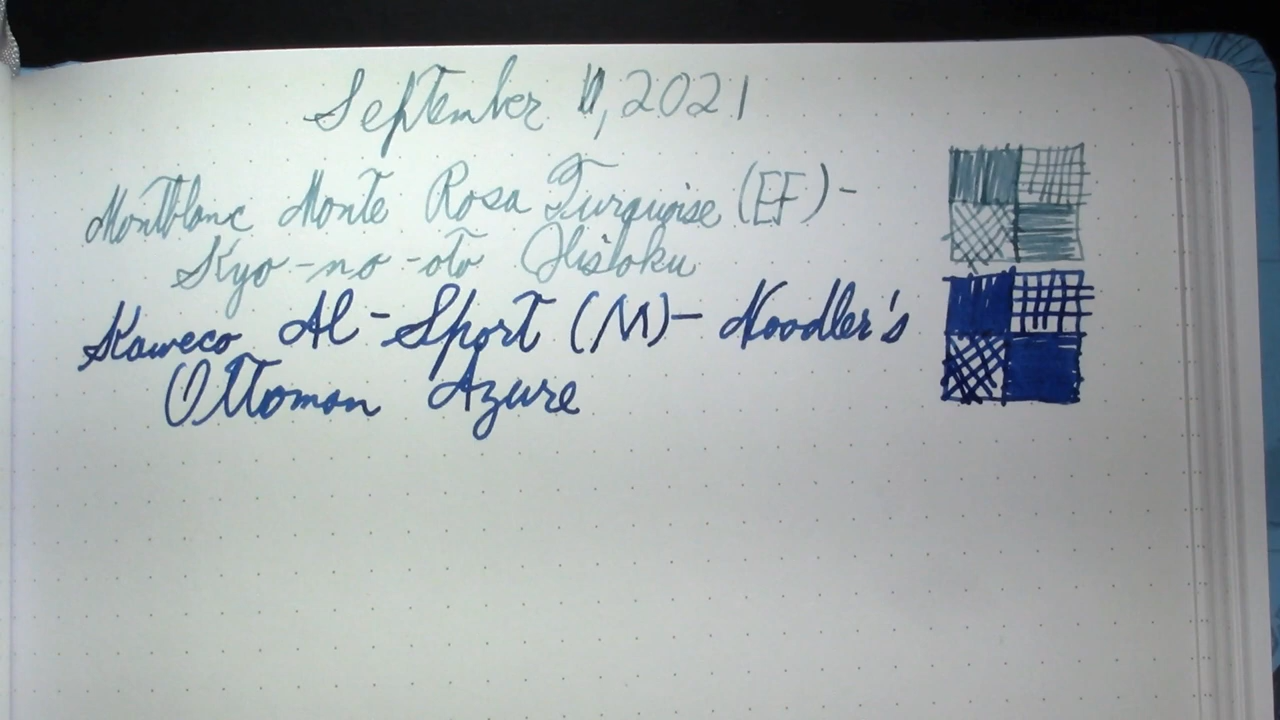 September 11, 2021
Montblanc Monte Rosa Turquoise (EF) -
Kyo-no-oto Hisoku
Kaweco Al-Sport (M) - Noodler's
Ottoman Azure